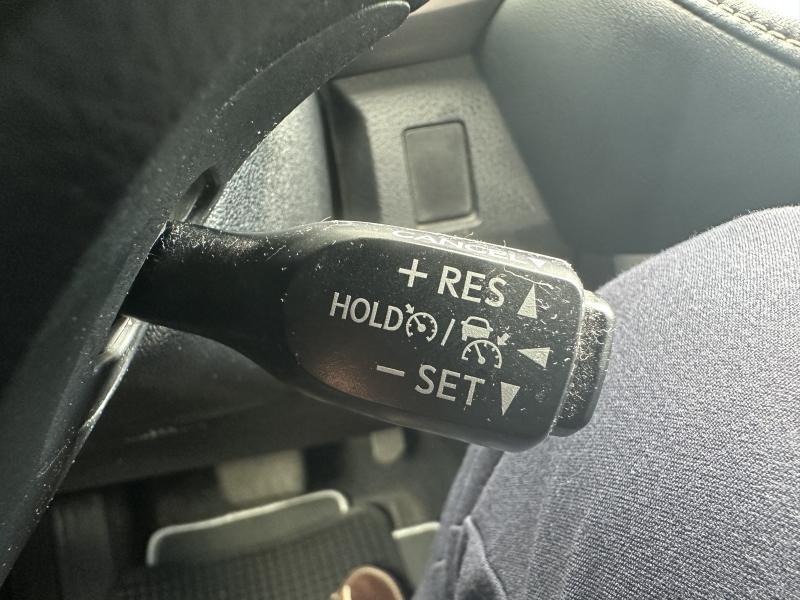 CANCEL
+ RES ▲
HOLD / ◀
− SET ▼